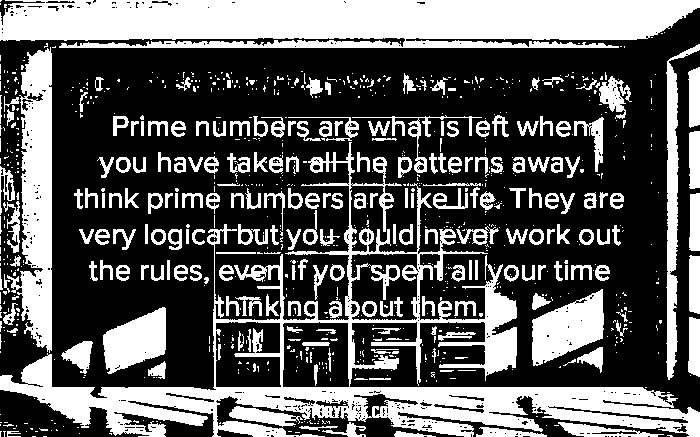 Prime numbers are what is left when
you have taken all the patterns away. I
think prime numbers are like life. They are
very logical but you could never work out
the rules, even if you spent all your time
thinking about them.